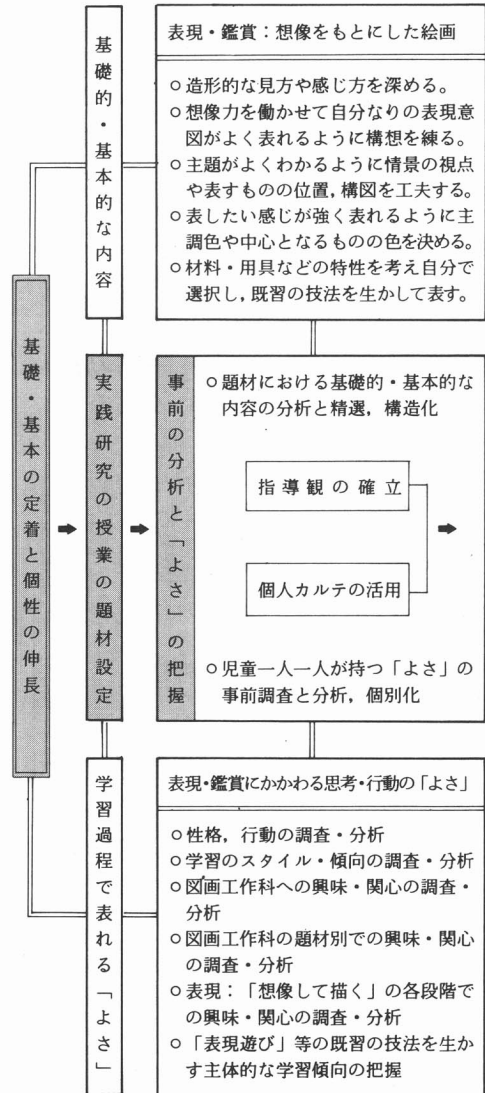 基礎・基本の定着と個性の伸長
基礎的・基本的な内容
表現・鑑賞：想像をもとにした絵画
○造形的な見方や感じ方を深める。
○想像力を働かせて自分なりの表現意
図がよく表れるように構想を練る。
○主題がよくわかるように情景の視点
や表すものの位置，構図を工夫する。
○表したい感じが強く表れるように主
調色や中心となるものの色を決める。
○材料・用具などの特性を考え自分で
選択し，既習の技法を生かして表す。
実践研究の授業の題材設定
事前の分析と「よさ」の把握
○題材における基礎的・基本的な
内容の分析と精選，構造化
指導観の確立
個人カルテの活用
○児童一人一人が持つ「よさ」の
事前調査と分析，個別化
学習過程で表れる「よさ」
表現・鑑賞にかかわる思考・行動の「よさ」
○性格，行動の調査・分析
○学習のスタイル・傾向の調査・分析
○図画工作科への興味・関心の調査・
分析
○図画工作科の題材別での興味・関心
の調査・分析
○表現：「想像して描く」の各段階で
の興味・関心の調査・分析
○「表現遊び」等の既習の技法を生か
す主体的な学習傾向の把握